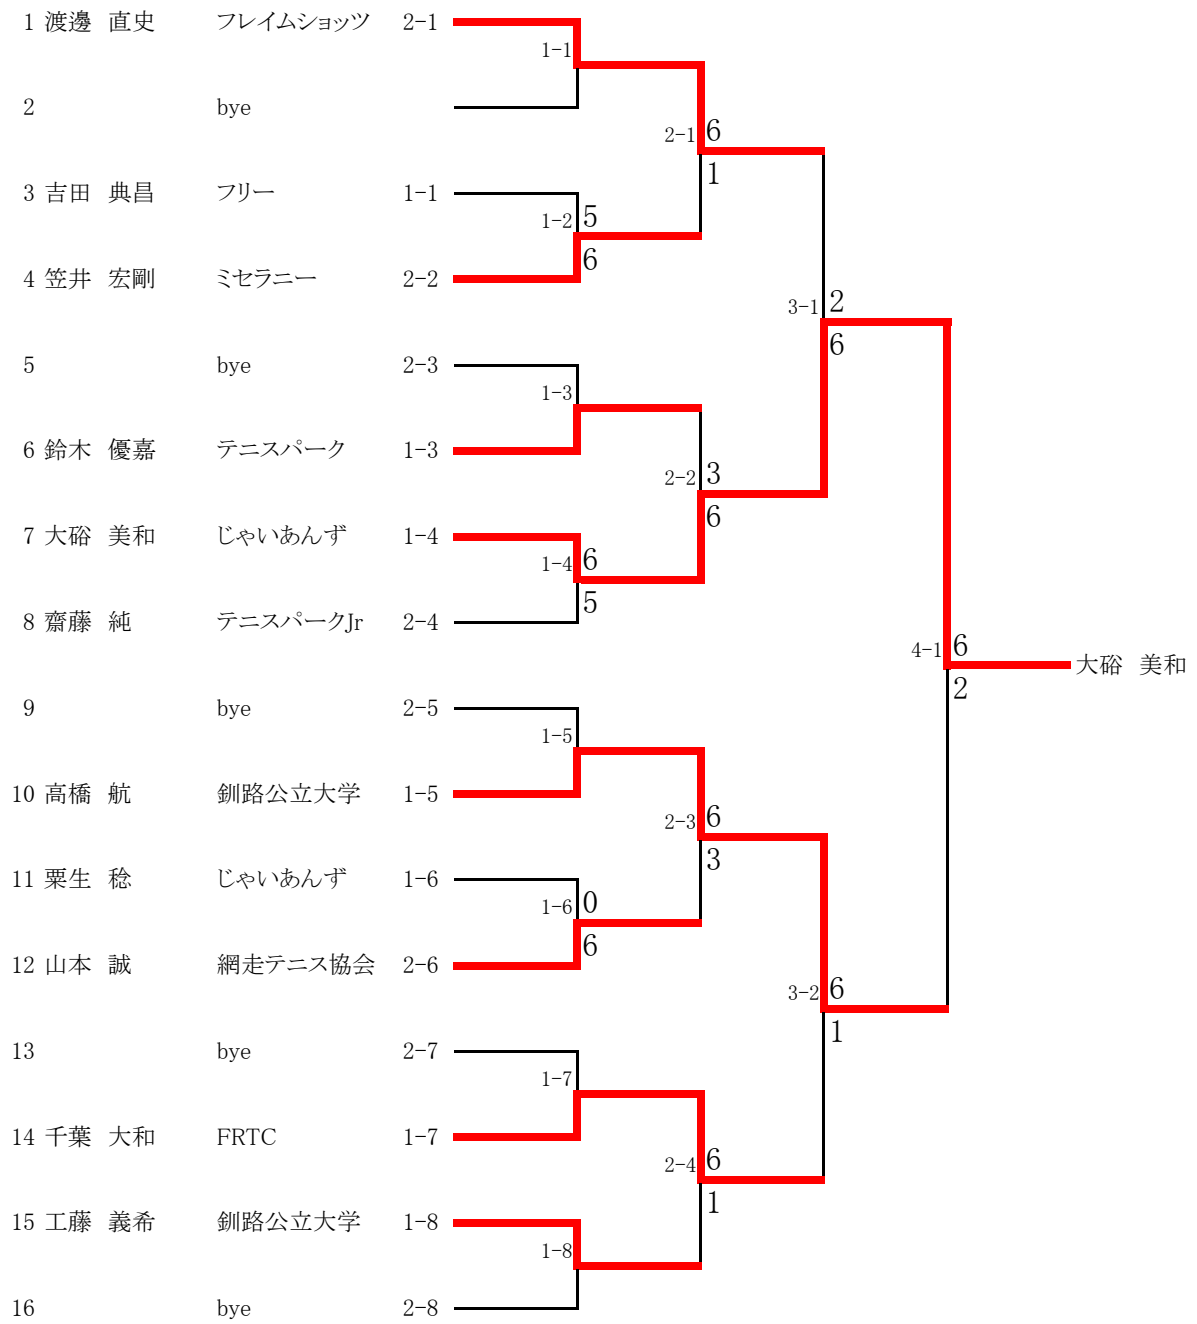 1 渡邊 直史 フレイムショッツ 2-1
1-1
2 bye
2-1 6
1
3 吉田 典昌 フリー 1-1
1-2 5
6
4 笠井 宏剛 ミセラニー 2-2
3-1 2
6
5 bye 2-3
1-3
6 鈴木 優嘉 テニスパーク 1-3
2-2 3
6
7 大硲 美和 じゃいあんず 1-4
1-4 6
5
8 齋藤 純 テニスパークJr 2-4
4-1 6
大硲 美和
2
9 bye 2-5
1-5
10 高橋 航 釧路公立大学 1-5
2-3 6
3
11 粟生 稔 じゃいあんず 1-6
1-6 0
6
12 山本 誠 網走テニス協会 2-6
3-2 6
1
13 bye 2-7
1-7
14 千葉 大和 FRTC 1-7
2-4 6
1
15 工藤 義希 釧路公立大学 1-8
1-8
16 bye 2-8